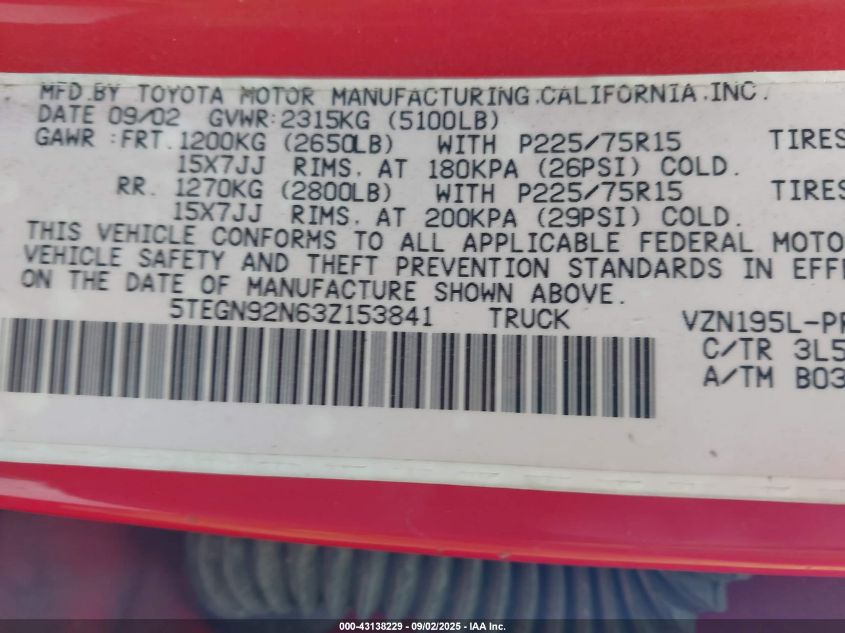 MFD.BY TOYOTA MOTOR MANUFACTURING.CALIFORNIA.INC.
DATE 09/02 GVWR:2315KG (5100LB)
GAWR :FRT.1200KG (2650LB) WITH P225/75R15 TIRES
15X7JJ RIMS. AT 180KPA (26PSI) COLD.
RR. 1270KG (2800LB) WITH P225/75R15 TIRES
15X7JJ RIMS. AT 200KPA (29PSI) COLD.
THIS VEHICLE CONFORMS TO ALL APPLICABLE FEDERAL MOTO
VEHICLE SAFETY AND THEFT PREVENTION STANDARDS IN EFF
ON THE DATE OF MANUFACTURE SHOWN ABOVE.
5TEGN92N63Z153841 TRUCK VZN195L-P
C/TR 3L5
A/TM B03
000-43138229 - 09/02/2025 - IAA Inc.